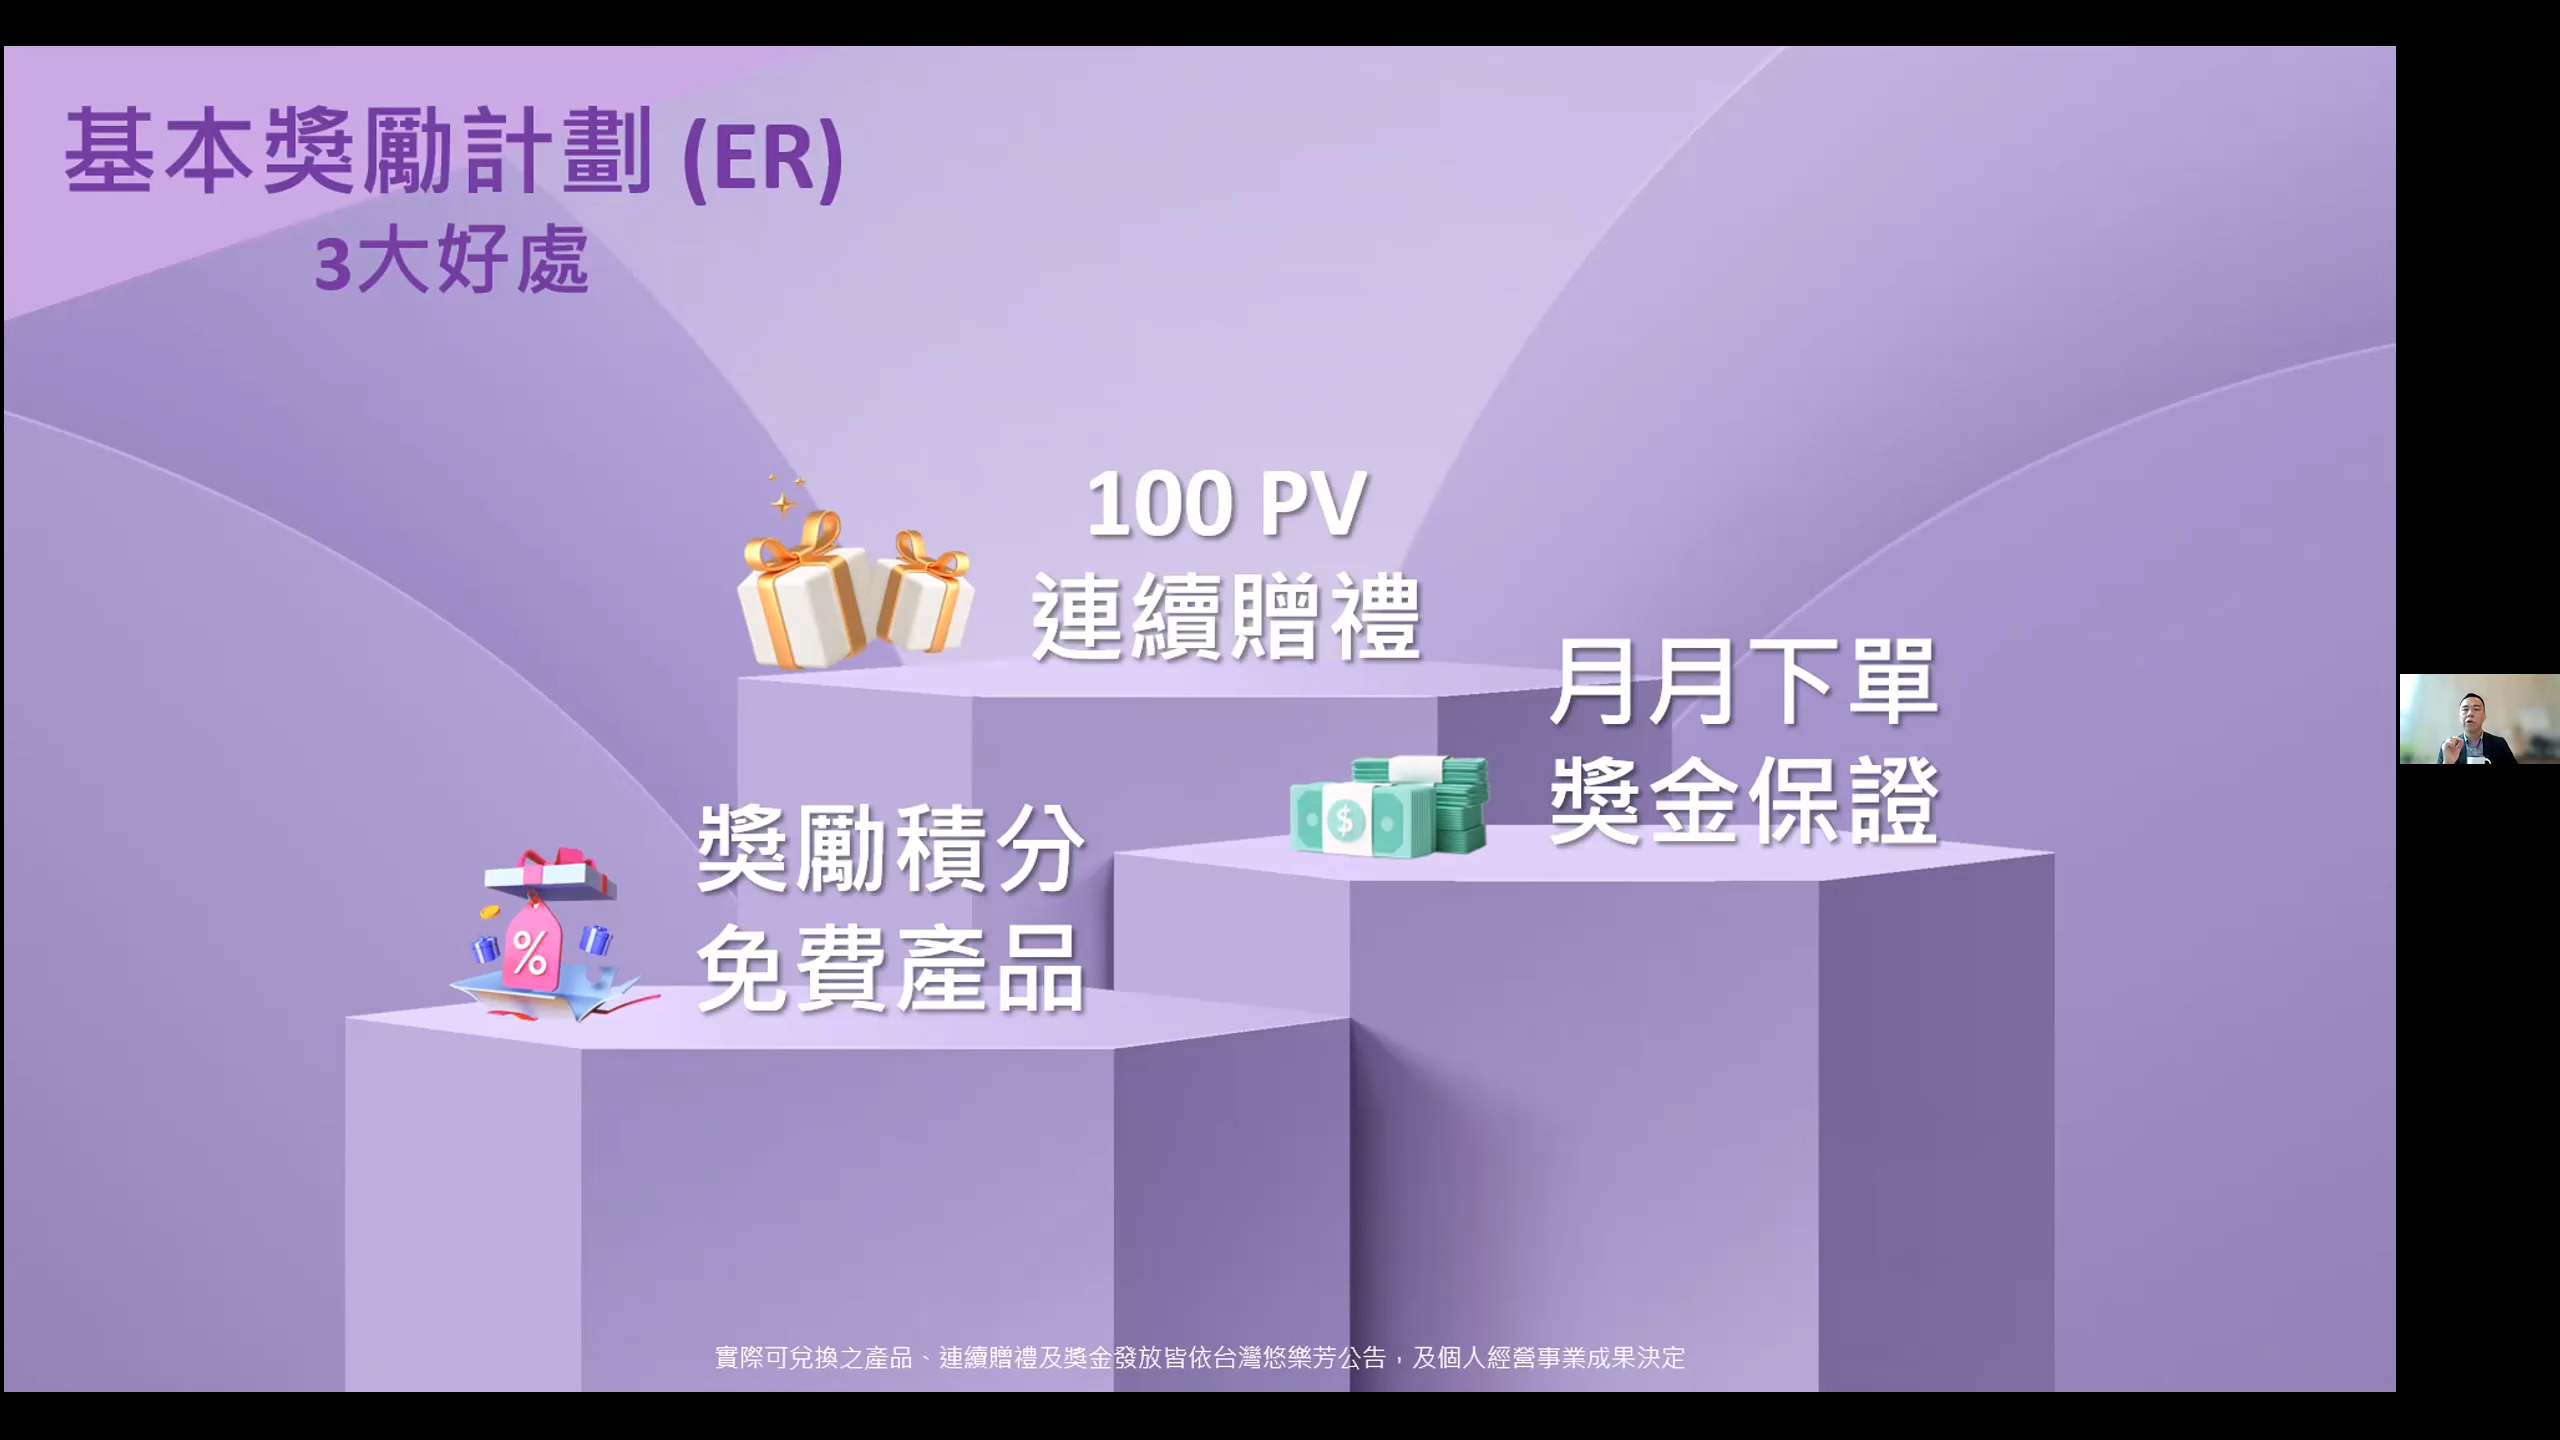 基本獎勵計劃 (ER)
3大好處
100 PV
連續贈禮
月月下單
獎金保證
$
獎勵積分
免費產品
%
實際可兌換之產品、連續贈禮及獎金發放皆依台灣悠樂芳公告，及個人經營事業成果決定